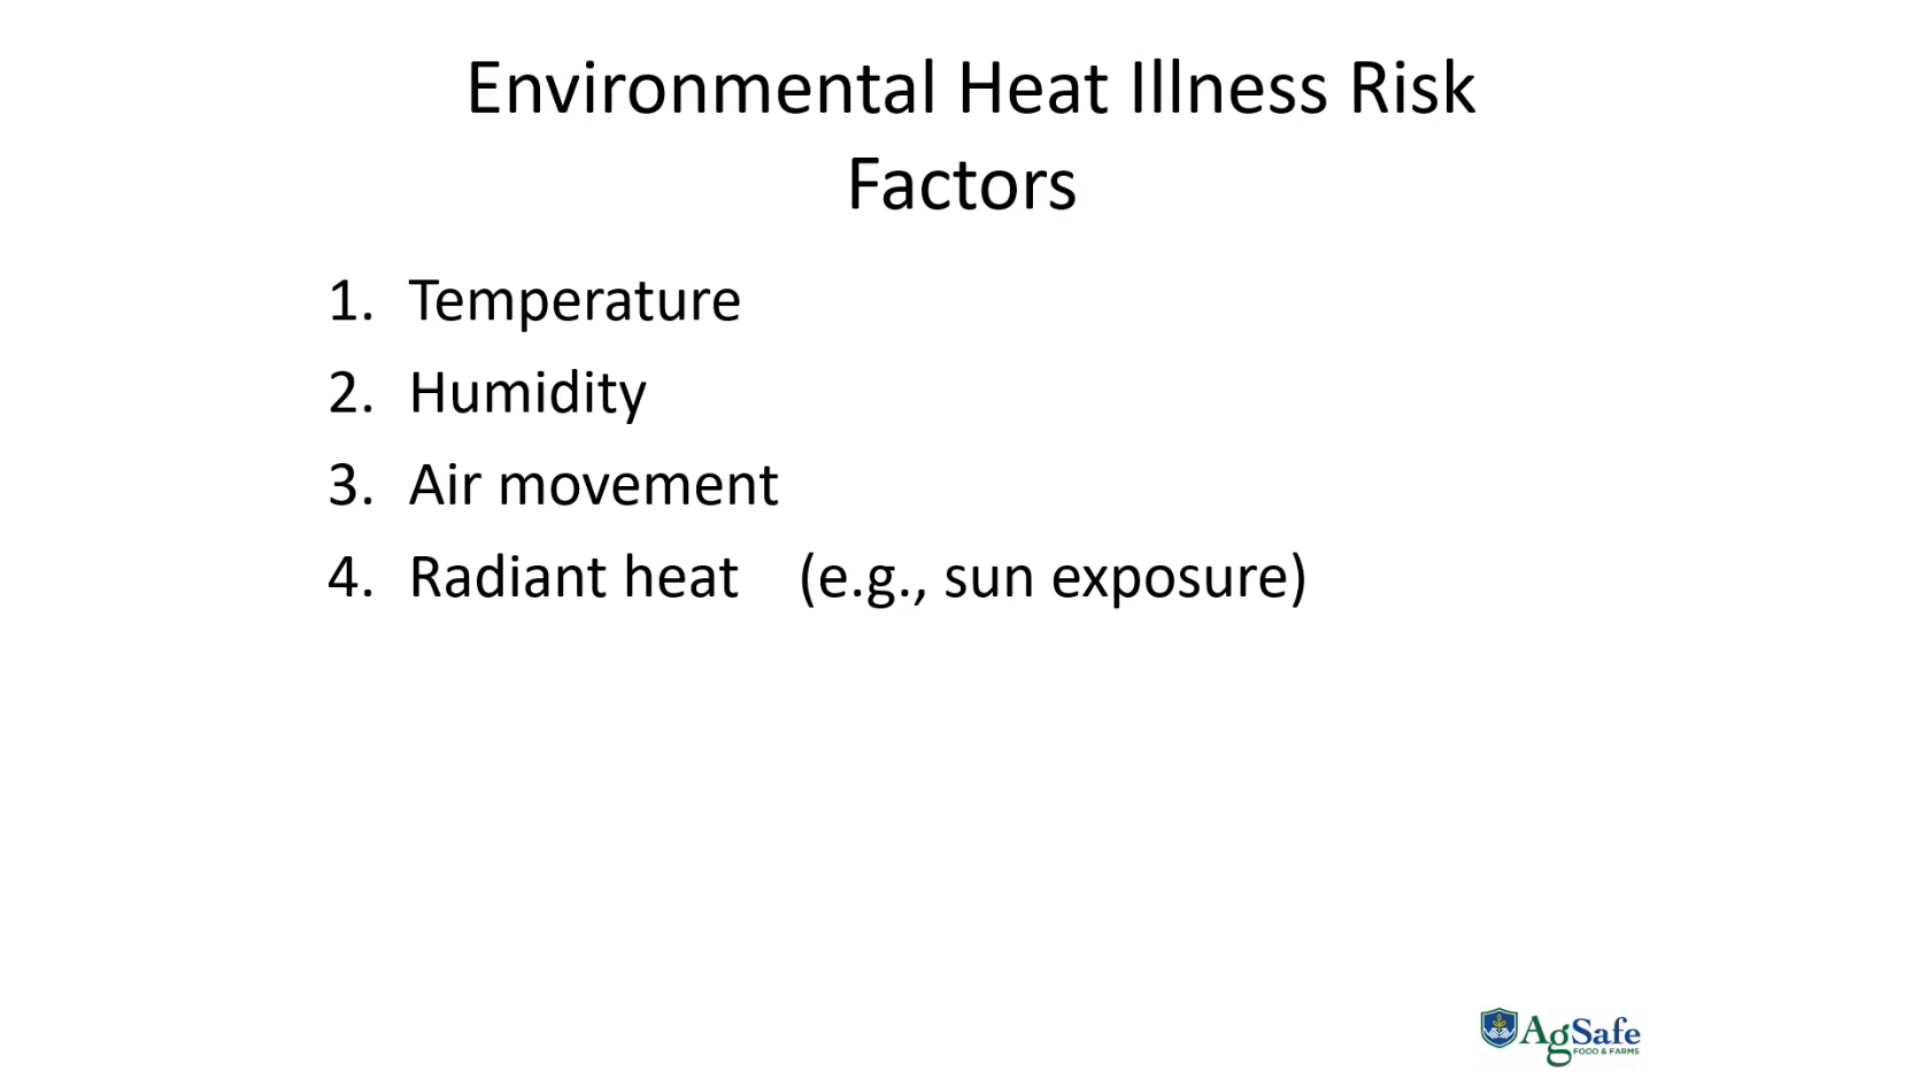 Environmental Heat Illness Risk
Factors
1. Temperature
2. Humidity
3. Air movement
4. Radiant heat (e.g., sun exposure)
AgSafe
FOOD & FARMS